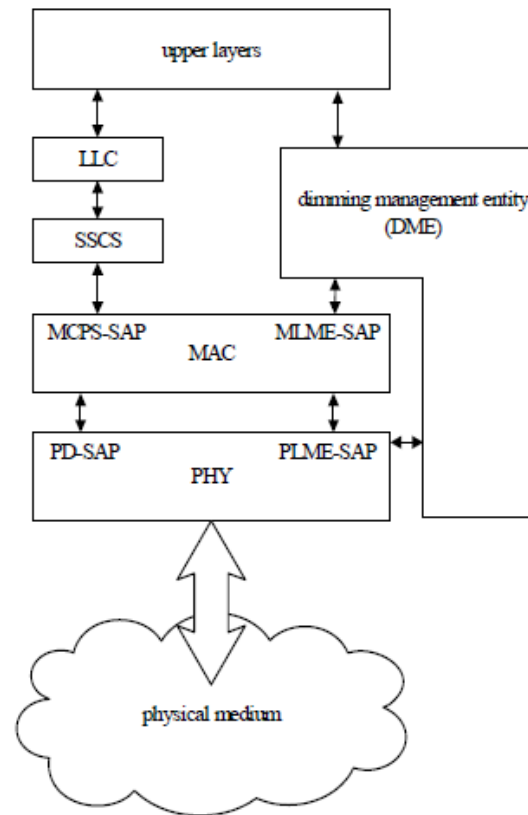 upper layers
LLC
dimming management entity
(DME)
SSCS
MCPS-SAP
MLME-SAP
MAC
PD-SAP
PLME-SAP
PHY
physical medium